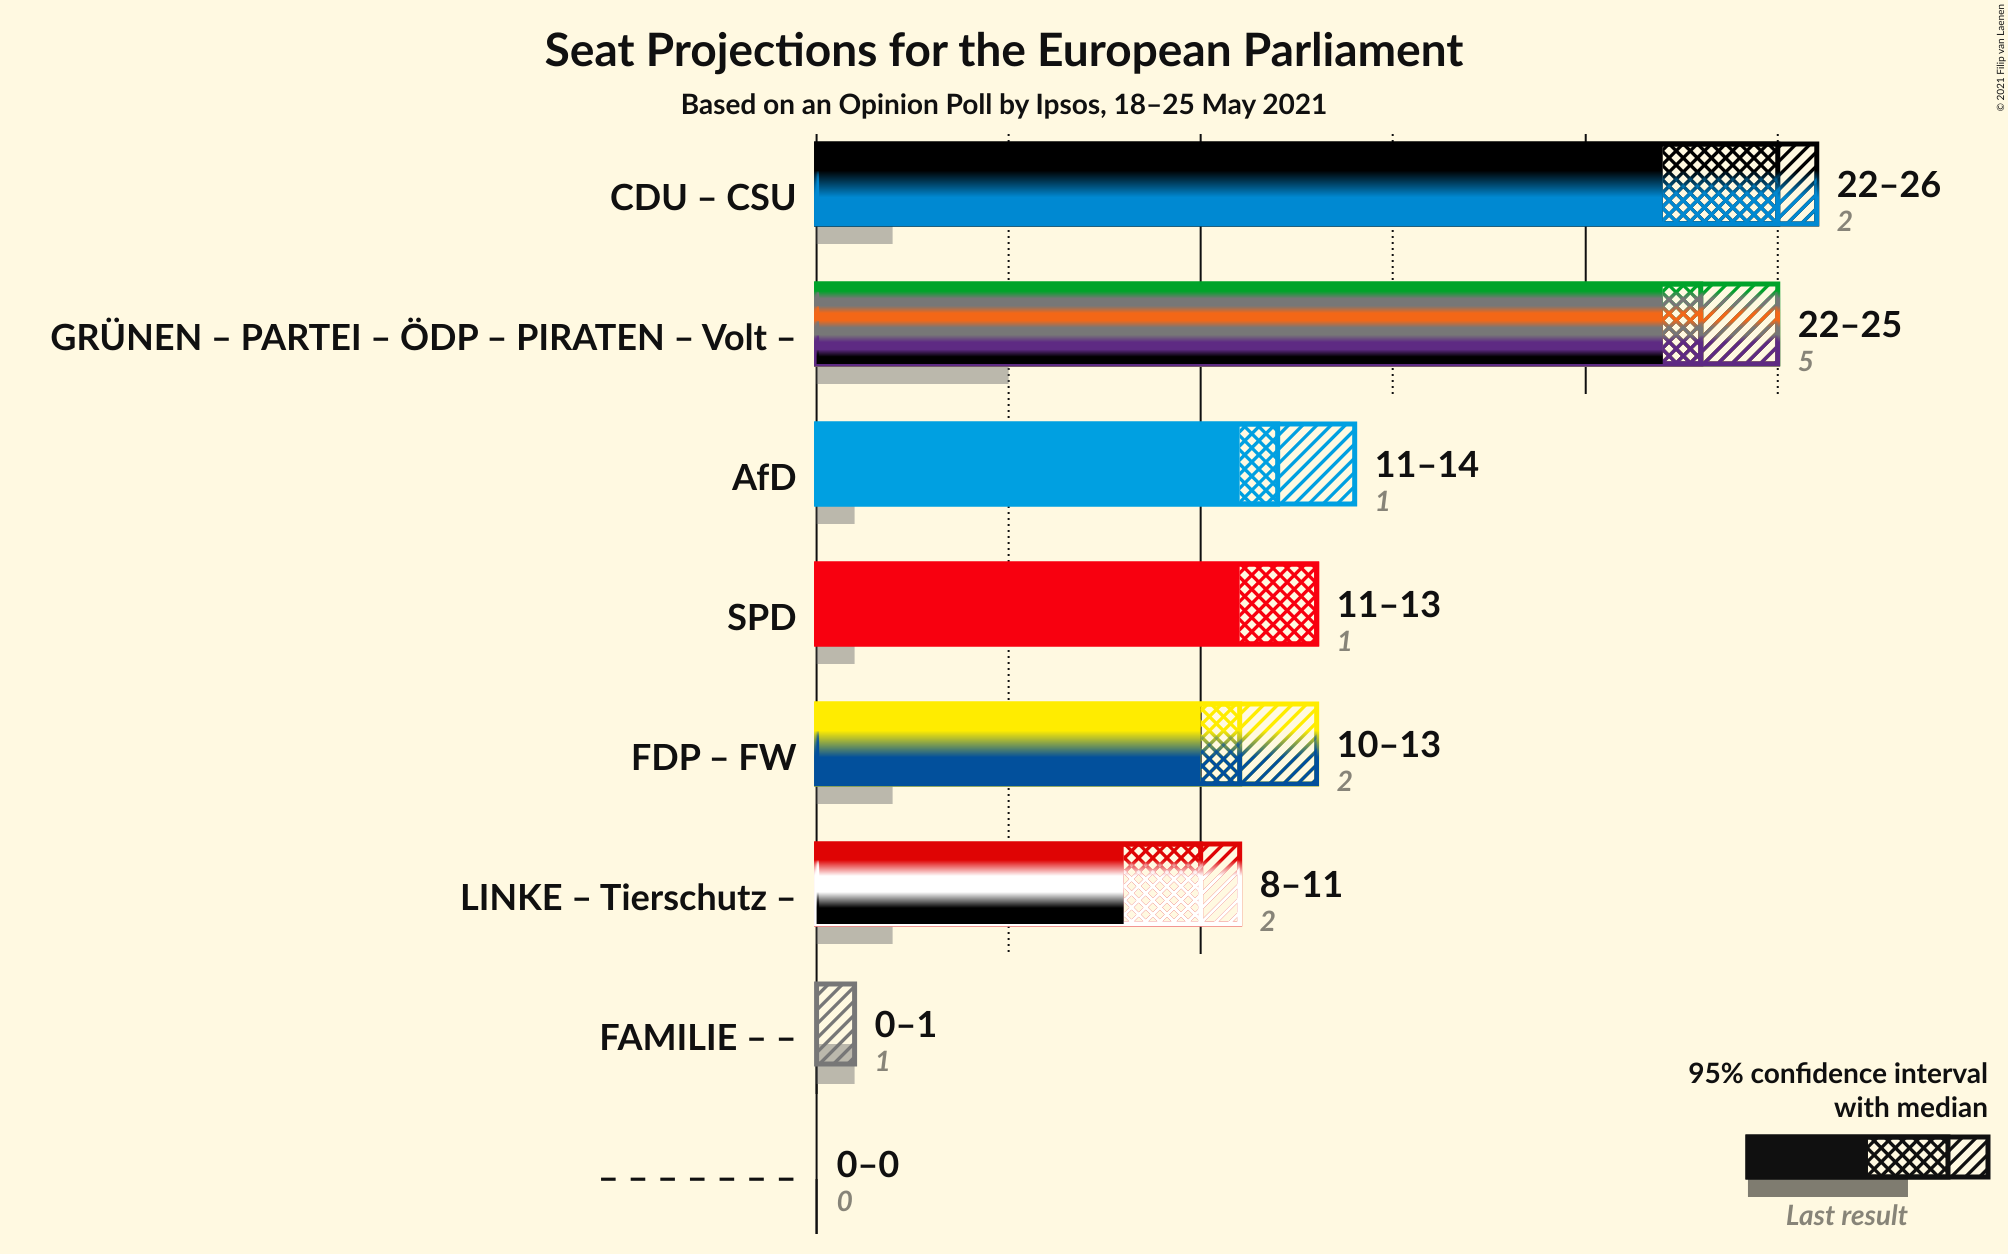 Seat Projections for the European Parliament
Based on an Opinion Poll by Ipsos, 18–25 May 2021
© 2021 Filip van Laenen
CDU – CSU
22–26
2
GRÜNEN – PARTEI – ÖDP – PIRATEN – Volt –
22–25
5
AfD
11–14
1
SPD
11–13
1
FDP – FW
10–13
2
LINKE – Tierschutz –
8–11
2
FAMILIE – –
0–1
1
– – – – – – –
0–0
0
95% confidence interval
with median
Last result